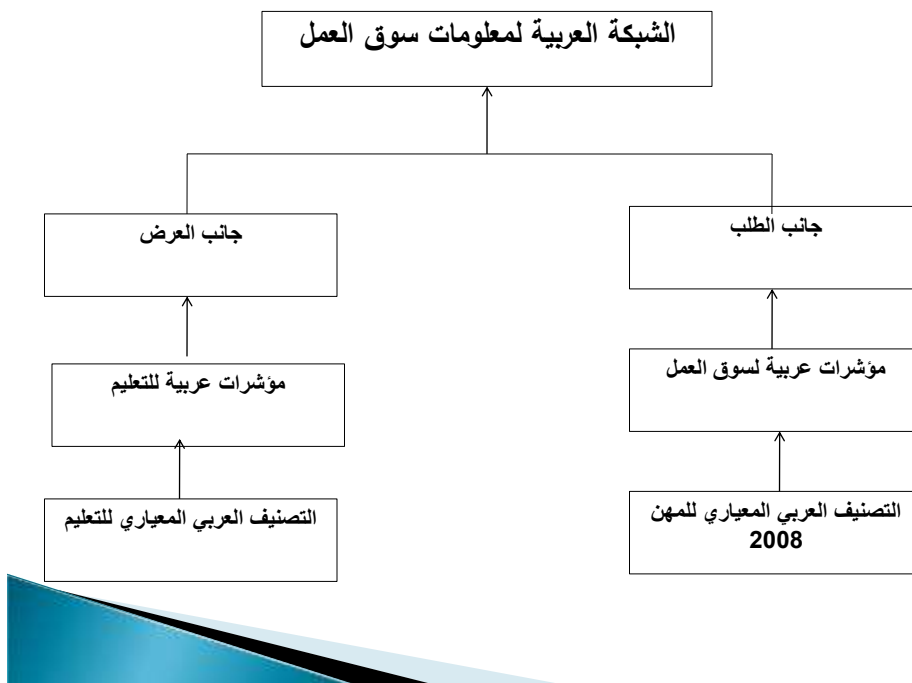 الشبكة العربية لمعلومات سوق العمل
جانب الطلب
جانب العرض
مؤشرات عربية لسوق العمل
مؤشرات عربية للتعليم
التصنيف العربي المعياري للمهن
2008
التصنيف العربي المعياري للتعليم